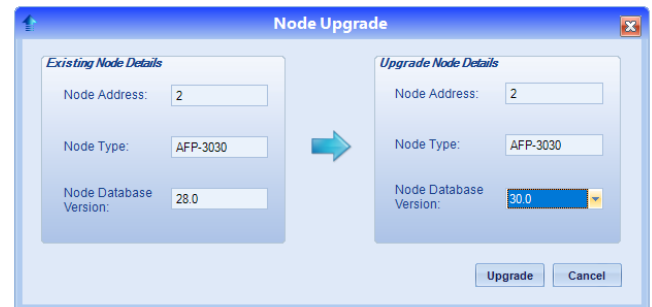 Node Upgrade
Existing Node Details
Node Address: 2
Node Type: AFP-3030
Node Database
Version: 28.0
Upgrade Node Details
Node Address: 2
Node Type: AFP-3030
Node Database
Version: 30.0
Upgrade Cancel